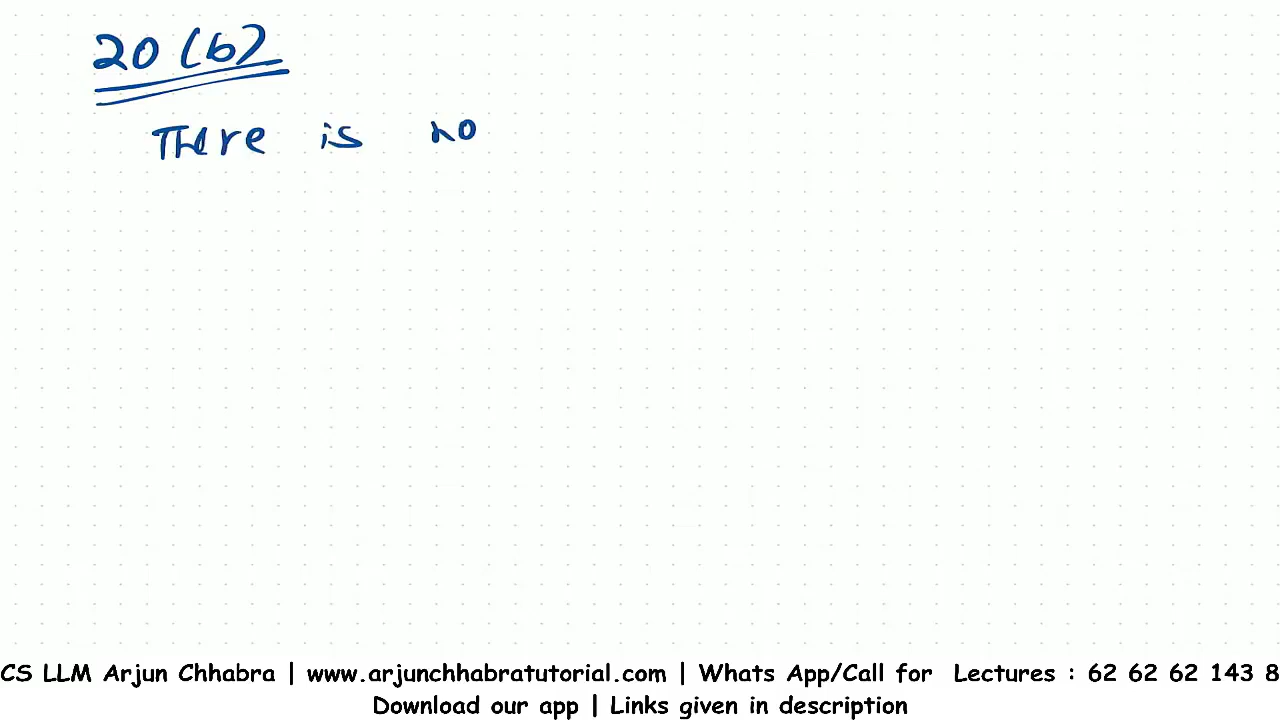 20 (b)
There is no
CS LLM Arjun Chhabra | www.arjunchhabratutorial.com | Whats App/Call for Lectures : 62 62 62 143 8
Download our app | Links given in description